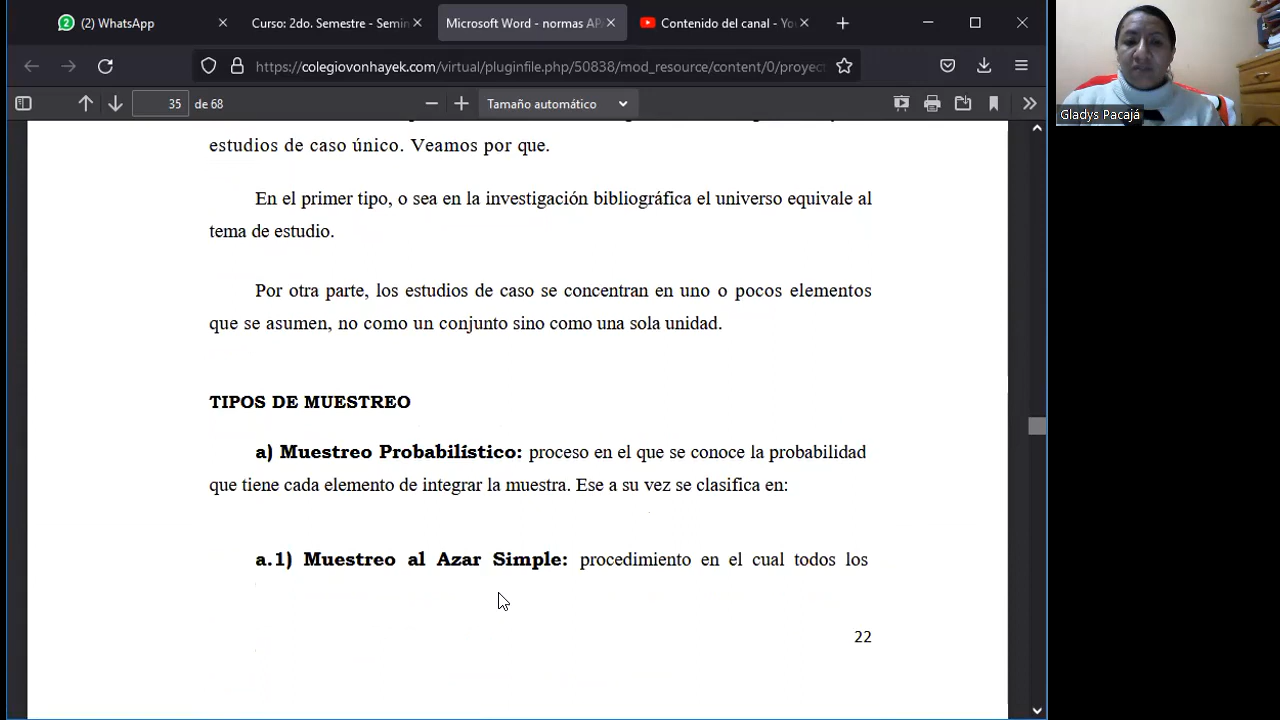 (2) WhatsApp
Curso: 2do. Semestre - Semin
Microsoft Word - normas AP
Contenido del canal - Yo
https://colegiovonhayek.com/virtual/pluginfile.php/50838/mod_resource/content/0/proyect
35 de 68
Tamaño automático
Gladys Pacajá
estudios de caso único. Veamos por que.
En el primer tipo, o sea en la investigación bibliográfica el universo equivale al
tema de estudio.
Por otra parte, los estudios de caso se concentran en uno o pocos elementos
que se asumen, no como un conjunto sino como una sola unidad.
TIPOS DE MUESTREO
a) Muestreo Probabilístico: proceso en el que se conoce la probabilidad
que tiene cada elemento de integrar la muestra. Ese a su vez se clasifica en:
a.1) Muestreo al Azar Simple: procedimiento en el cual todos los
22